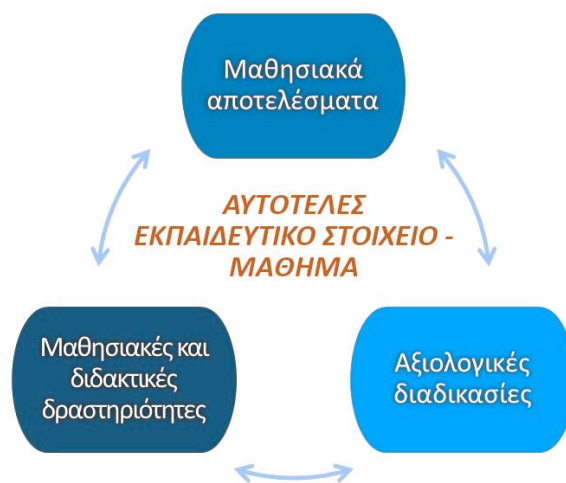 Μαθησιακά
αποτελέσματα
ΑΥΤΟΤΕΛΕΣ
ΕΚΠΑΙΔΕΥΤΙΚΟ ΣΤΟΙΧΕΙΟ -
ΜΑΘΗΜΑ
Μαθησιακές και
διδακτικές
δραστηριότητες
Αξιολογικές
διαδικασίες